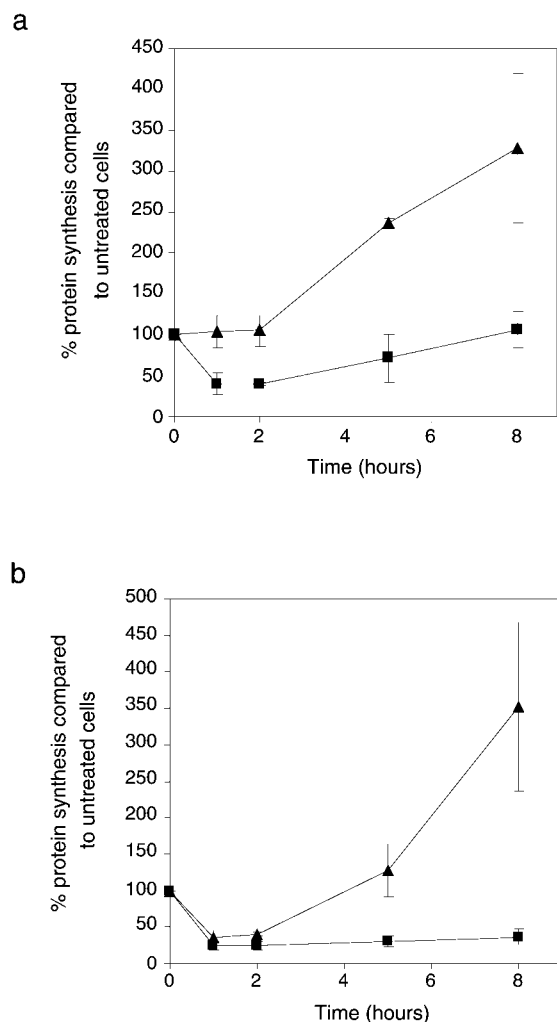 a
% protein synthesis compared
to untreated cells
450
400
350
300
250
200
150
100
50
0
0 2 4 6 8
Time (hours)
b
% protein synthesis compared
to untreated cells
500
450
400
350
300
250
200
150
100
50
0
0 2 4 6 8
Time (hours)